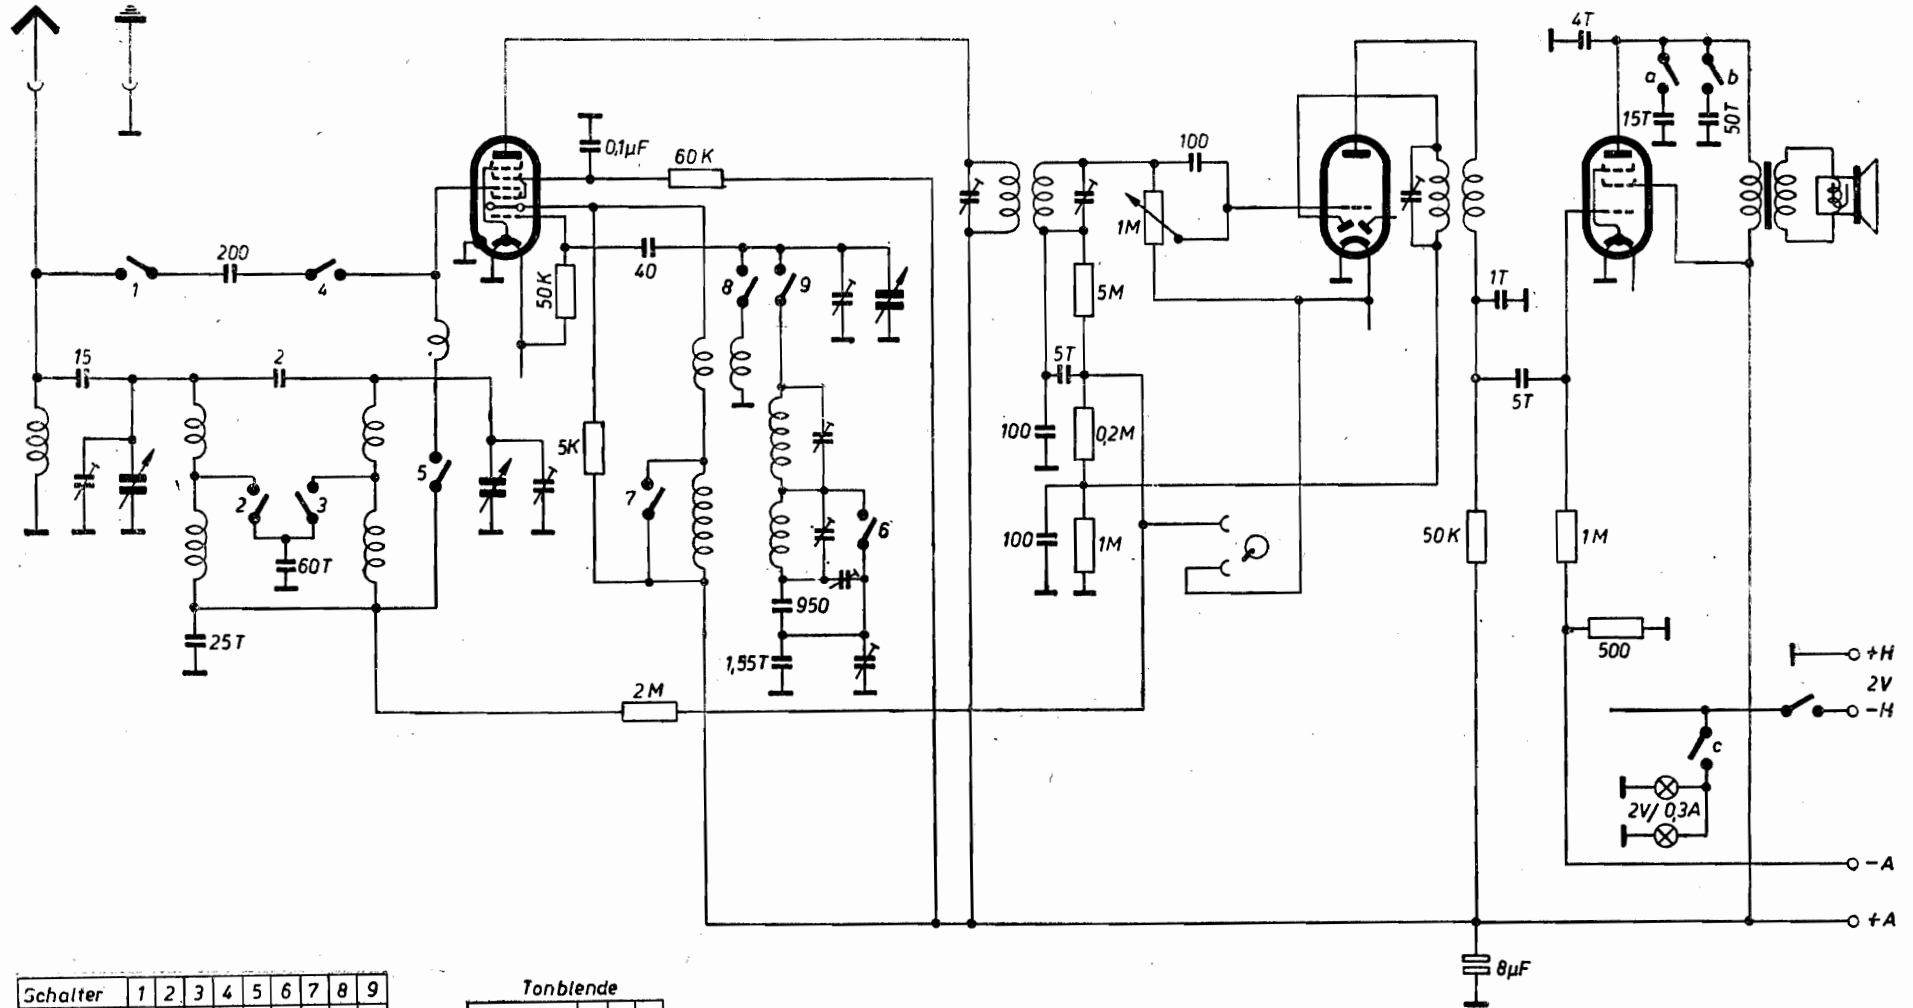 4T
a
b
15T
50T
0,1µF
60K
100
1M
200
1
4
50K
40
8
9
5M
1T
15
2
5T
5T
5
5K
7
2
3
60T
6
100
0,2M
100
1M
50K
1M
950
25T
1,55T
500
+H
2V
-H
2M
c
2V/0,3A
-A
+A
8µF
Schalter 1 2 3 4 5 6 7 8 9
Tonblende